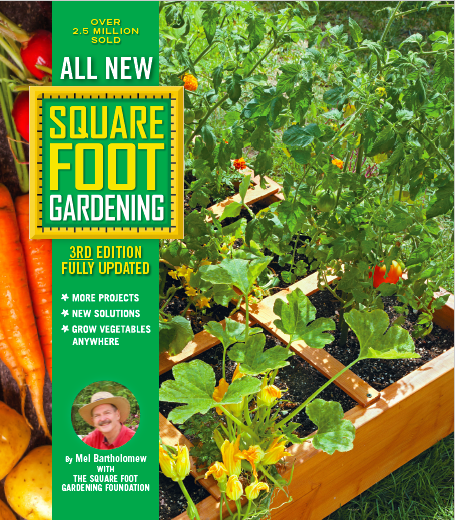 OVER
2.5 MILLION
SOLD
ALL NEW
SQUARE
FOOT
GARDENING
3RD EDITION
FULLY UPDATED
★ MORE PROJECTS
★ NEW SOLUTIONS
★ GROW VEGETABLES
ANYWHERE
By Mel Bartholomew
WITH
THE SQUARE FOOT
GARDENING FOUNDATION